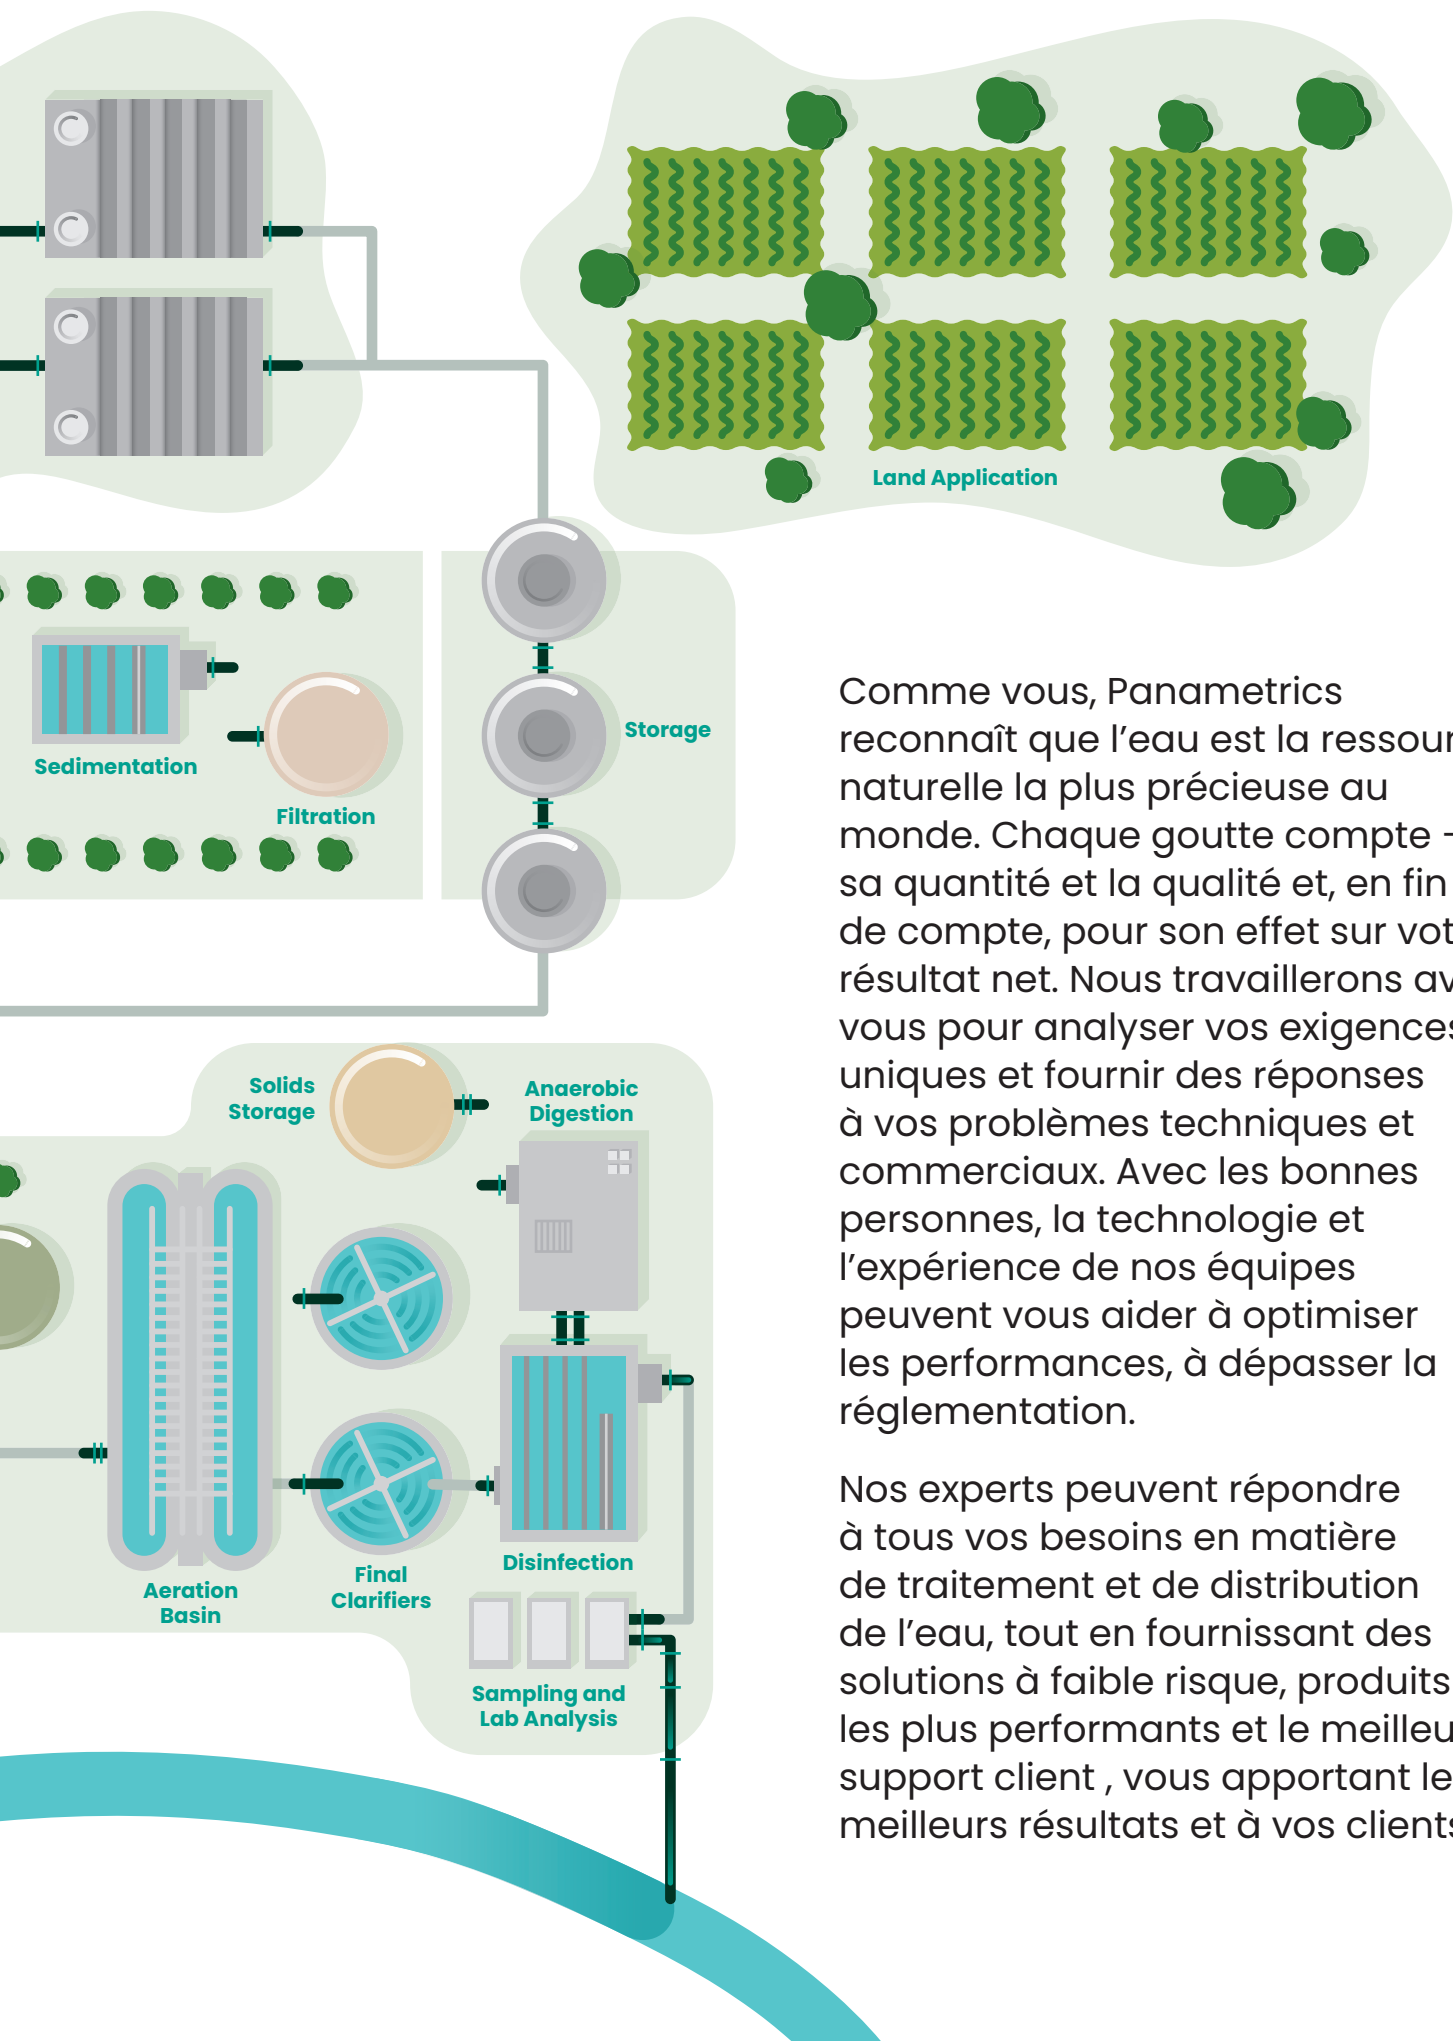 Land Application
Storage
Sedimentation
Filtration
Solids
Storage
Anaerobic
Digestion
Aeration
Basin
Final
Clarifiers
Disinfection
Sampling and
Lab Analysis
Comme vous, Panametrics
reconnaît que l’eau est la
naturelle la plus précieuse au
monde. Chaque goutte compte -
sa quantité et la qualité et, en fin
de compte, pour son effet sur
résultat net. Nous travaillerons
vous pour analyser vos exigences
uniques et fournir des réponses
à vos problèmes techniques et
commerciaux. Avec les bonnes
personnes, la technologie et
l’expérience de nos équipes
peuvent vous aider à optimiser
les performances, à dépasser la
réglementation.
Nos experts peuvent répondre
à tous vos besoins en matière
de traitement et de distribution
de l’eau, tout en fournissant des
solutions à faible risque, produits
les plus performants et le
support client , vous apportant
meilleurs résultats et à vos clients